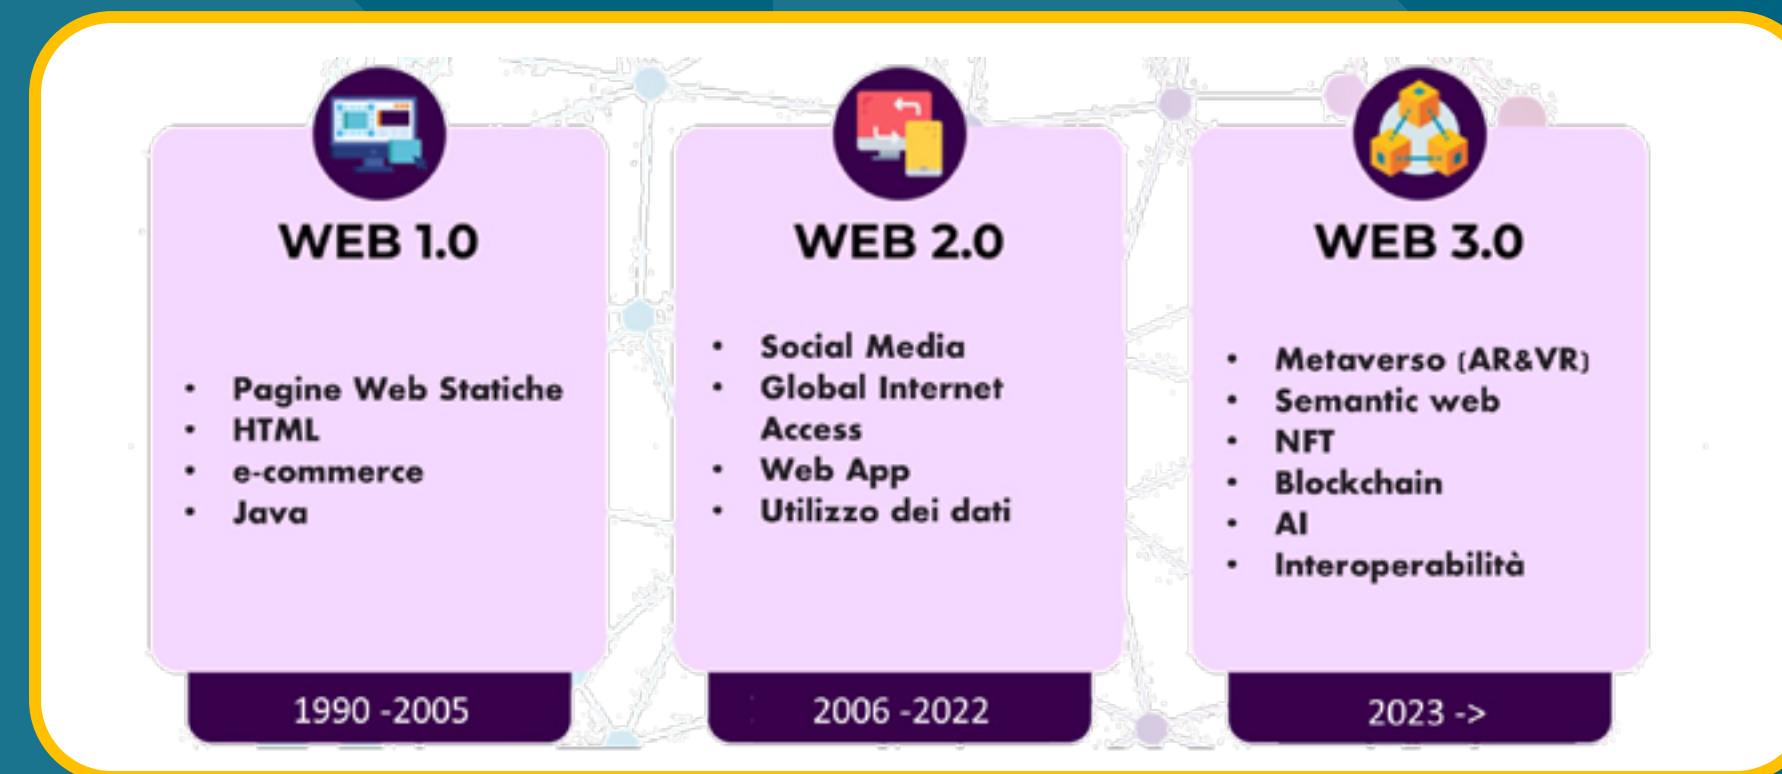 WEB 1.0
• Pagine Web Statiche
• HTML
• e-commerce
• Java
1990 -2005
WEB 2.0
• Social Media
• Global Internet
Access
• Web App
• Utilizzo dei dati
2006 -2022
WEB 3.0
• Metaverso (AR&VR)
• Semantic web
• NFT
• Blockchain
• AI
• Interoperabilità
2023 ->